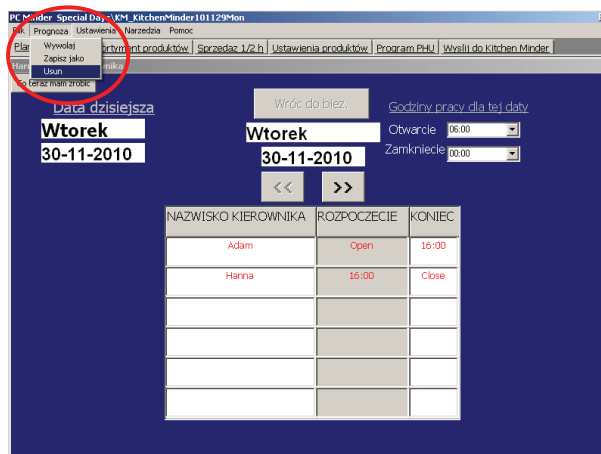 PC Minder Special Days\KM_KitchenMinder101129Mon
Plik Prognoza Ustawienia Narzedzia Pomoc
Wywolaj
Zapisz jako
Usun
Sprzedaz 1/2 h Ustawienia produktów Program PHU Wyslij do Kitchen Minder
Co teraz mam zrobic
Data dzisiejsza
Wróc do biez.
Godziny pracy dla tej daty
Wtorek
Wtorek
Otwarcie 06:00
30-11-2010
30-11-2010
Zamkniecie 00:00
<< >>
NAZWISKO KIEROWNIKA ROZPOCZECIE KONIEC
Adam Open 16:00
Hanna 16:00 Close